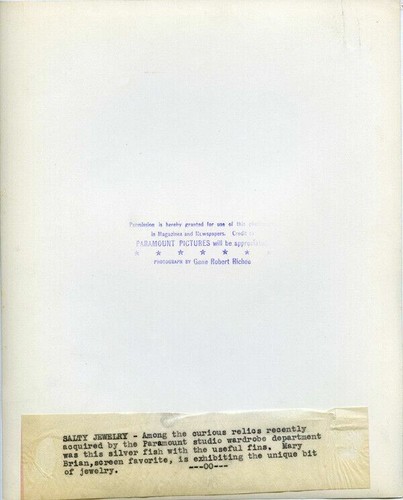 Permission is hereby granted for use of this
in Magazines and Newspapers. Credit
PARAMOUNT PICTURES will be
★ ★ ★ ★ ★ ★ ★
PHOTOGRAPH BY Gene Robert Richee
SALTY JEWELRY - Among the curious relics recently
acquired by the Paramount studio wardrobe department
was this silver fish with the useful fins. Mary
Brian,screen favorite, is exhibiting the unique bit
of jewelry. ---OO---